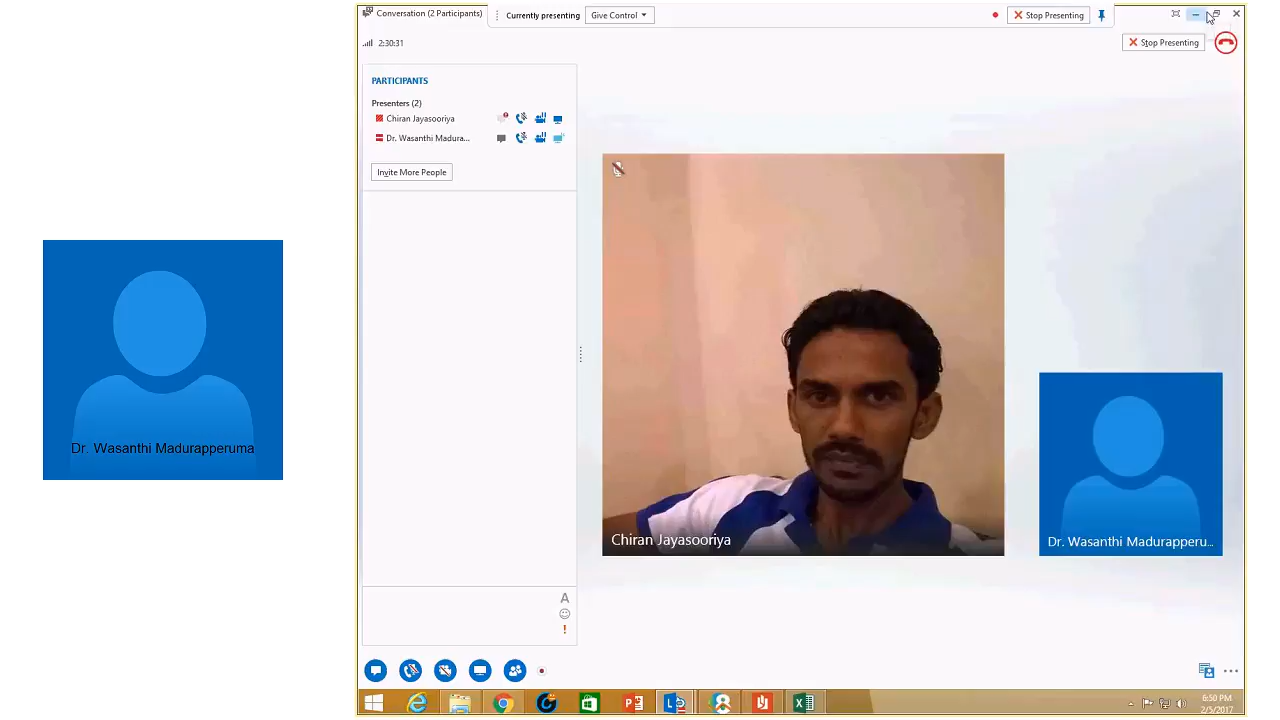 Conversation (2 Participants)
Currently presenting
Give Control
Stop Presenting
2:30:31
Stop Presenting
PARTICIPANTS
Presenters (2)
Chiran Jayasooriya
Dr. Wasanthi Madura...
Invite More People
Dr. Wasanthi Madurapperuma
Chiran Jayasooriya
Dr. Wasanthi Madurapperu...
A
!
6:50 PM
2/5/2017